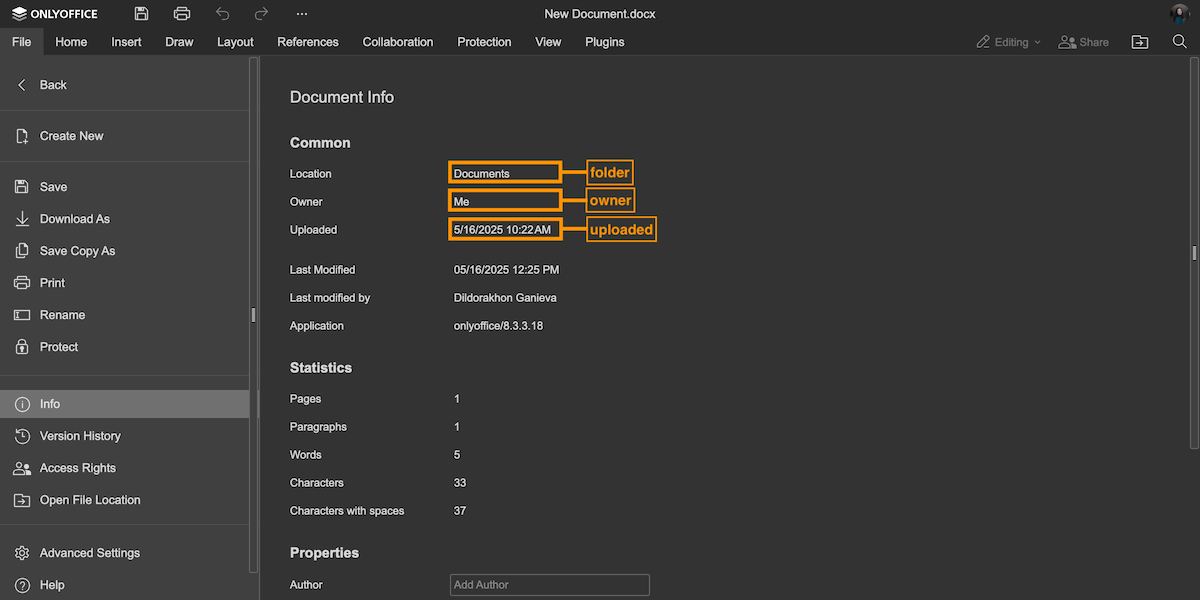 ONLYOFFICE
New Document.docx
File Home Insert Draw Layout References Collaboration Protection View Plugins Editing Share
Back
Create New
Save
Download As
Save Copy As
Print
Rename
Protect
Info
Version History
Access Rights
Open File Location
Advanced Settings
Help
Document Info
Common
Location Documents folder
Owner Me owner
Uploaded 5/16/2025 10:22AM uploaded
Last Modified 05/16/2025 12:25 PM
Last modified by Dildorakhon Ganieva
Application onlyoffice/8.3.3.18
Statistics
Pages 1
Paragraphs 1
Words 5
Characters 33
Characters with spaces 37
Properties
Author Add Author